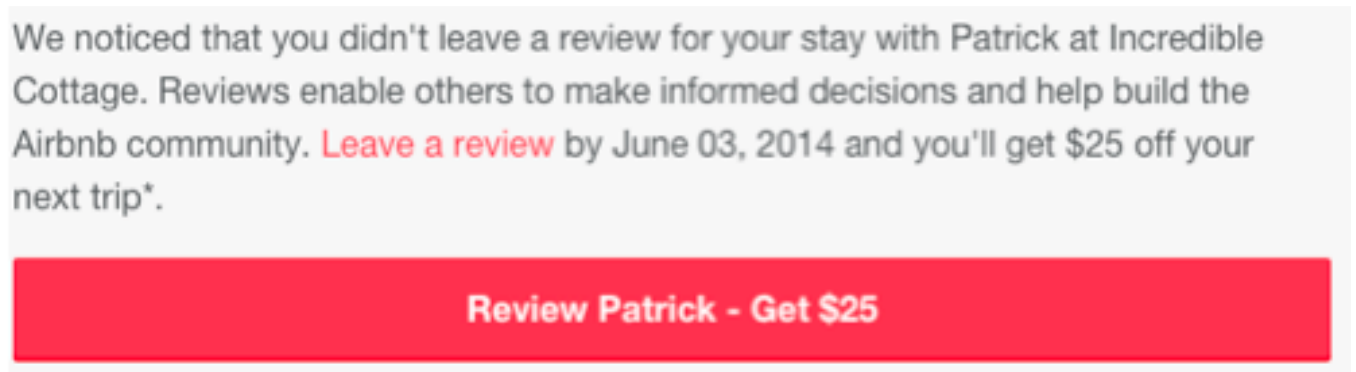 We noticed that you didn't leave a review for your stay with Patrick at Incredible
Cottage. Reviews enable others to make informed decisions and help build the
Airbnb community. Leave a review by June 03, 2014 and you'll get $25 off your
next trip*.
Review Patrick - Get $25